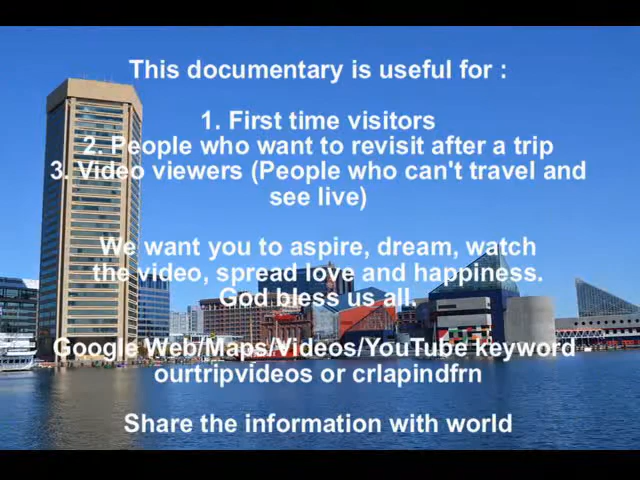 This documentary is useful for :
1. First time visitors
2. People who want to revisit after a trip
3. Video viewers (People who can't travel and
see live)
We want you to aspire, dream, watch
the video, spread love and happiness.
God bless us all.
Google Web/Maps/Videos/YouTube keyword -
ourtripvideos or crlapindfrn
Share the information with world